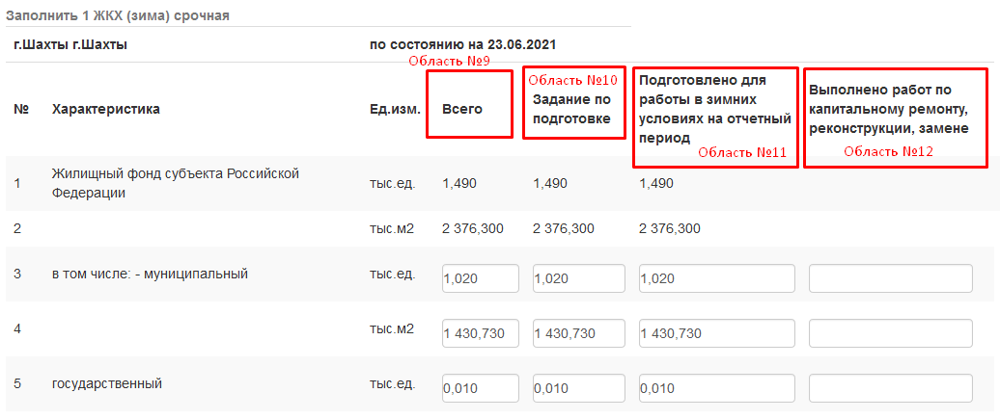 Заполнить 1 ЖКХ (зима) срочная
г.Шахты г.Шахты по состоянию на 23.06.2021
Область №9
№ Характеристика Ед.изм. Всего
Область №10
Задание по
подготовке
Подготовлено для
работы в зимних
условиях на отчетный
период
Область №11
Выполнено работ по
капитальному ремонту,
реконструкции, замене
Область №12
1 Жилищный фонд субъекта Российской
Федерации
тыс.ед. 1,490 1,490 1,490
2 тыс.м2 2 376,300 2 376,300 2 376,300
3 в том числе: - муниципальный тыс.ед. 1,020 1,020 1,020
4 тыс.м2 1 430,730 1 430,730 1 430,730
5 государственный тыс.ед. 0,010 0,010 0,010